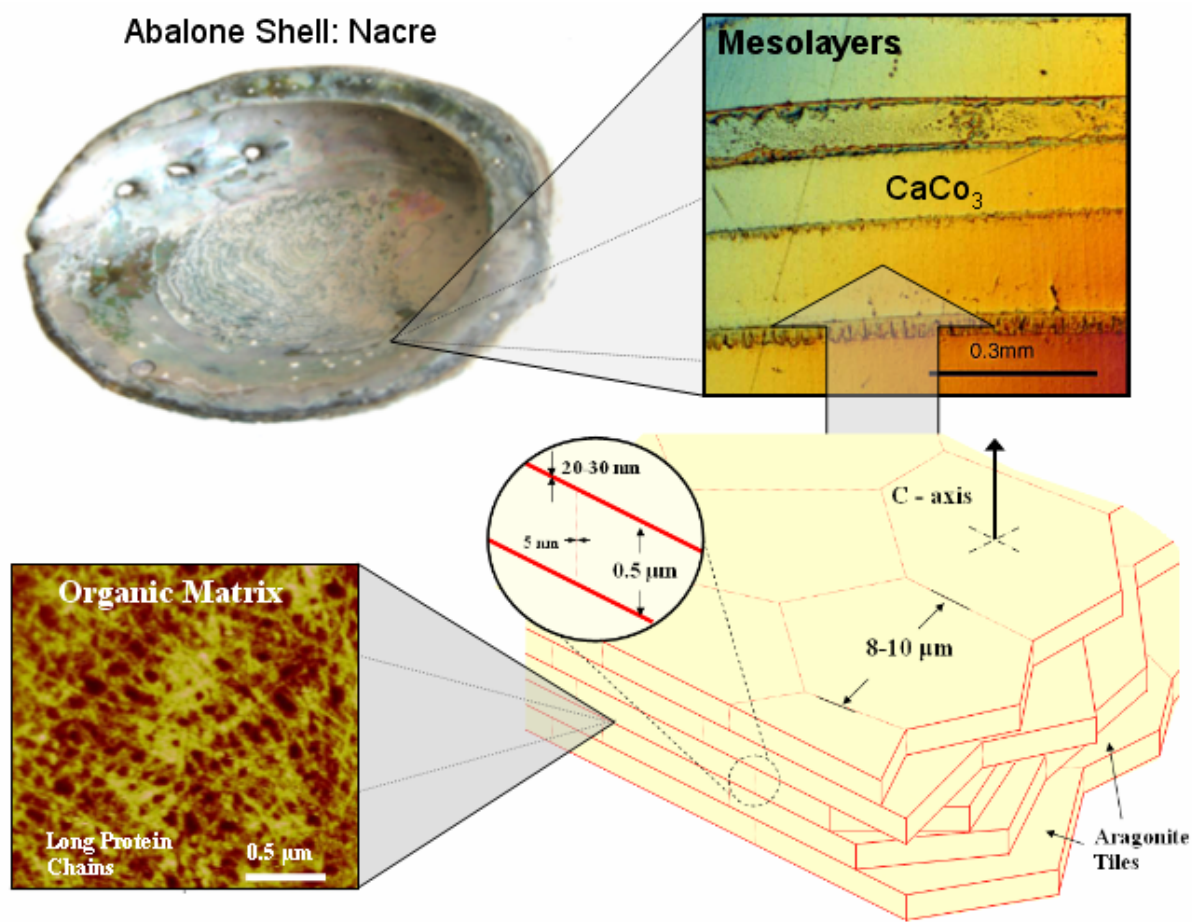 Abalone Shell: Nacre
Mesolayers
CaCo₃
0.3mm
20-30 nm
5 nm
0.5 µm
C - axis
8-10 µm
Organic Matrix
Long Protein
Chains
0.5 µm
Aragonite
Tiles